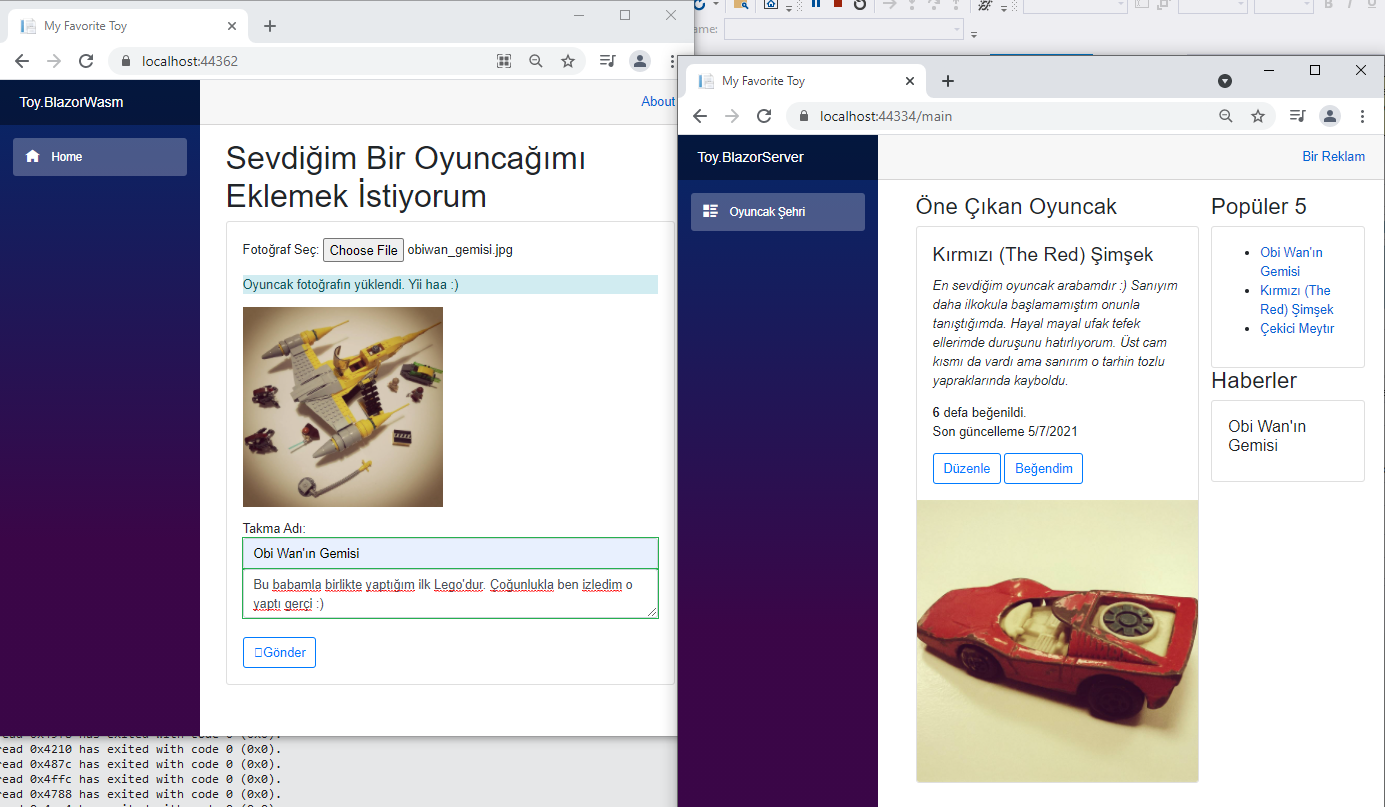 My Favorite Toy
localhost:44362
Toy.BlazorWasm
About
Home
Sevdiğim Bir Oyuncağımı
Eklemek İstiyorum
Fotoğraf Seç: Choose File obiwan_gemisi.jpg
Oyuncak fotoğrafın yüklendi. Yii haa :)
Takma Adı:
Obi Wan'ın Gemisi
Bu babamla birlikte yaptığım ilk Lego'dur. Çoğunlukla ben izledim o
yaptı gerçi :)
Gönder
read 0x4210 has exited with code 0 (0x0).
read 0x487c has exited with code 0 (0x0).
read 0x4ffc has exited with code 0 (0x0).
read 0x4788 has exited with code 0 (0x0).
ame:
My Favorite Toy
localhost:44334/main
Toy.BlazorServer
Bir Reklam
Oyuncak Şehri
Öne Çıkan Oyuncak
Kırmızı (The Red) Şimşek
En sevdiğim oyuncak arabamdır :) Sanıyım
daha ilkokula başlamamıştım onunla
tanıştığımda. Hayal mayal ufak tefek
ellerimde duruşunu hatırlıyorum. Üst cam
kısmı da vardı ama sanırım o tarhin tozlu
yapraklarında kayboldu.
6 defa beğenildi.
Son güncelleme 5/7/2021
Düzenle Beğendim
Popüler 5
Obi Wan'ın
Gemisi
Kırmızı (The
Red) Şimşek
Çekici Meytır
Haberler
Obi Wan'ın
Gemisi